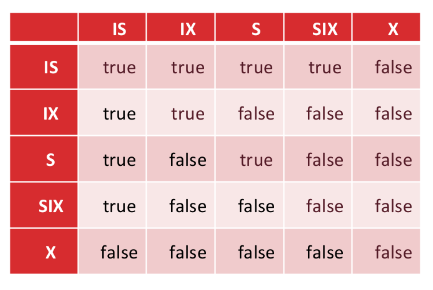 IS IX S SIX X
IS true true true true false
IX true true false false false
S true false true false false
SIX true false false false false
X false false false false false